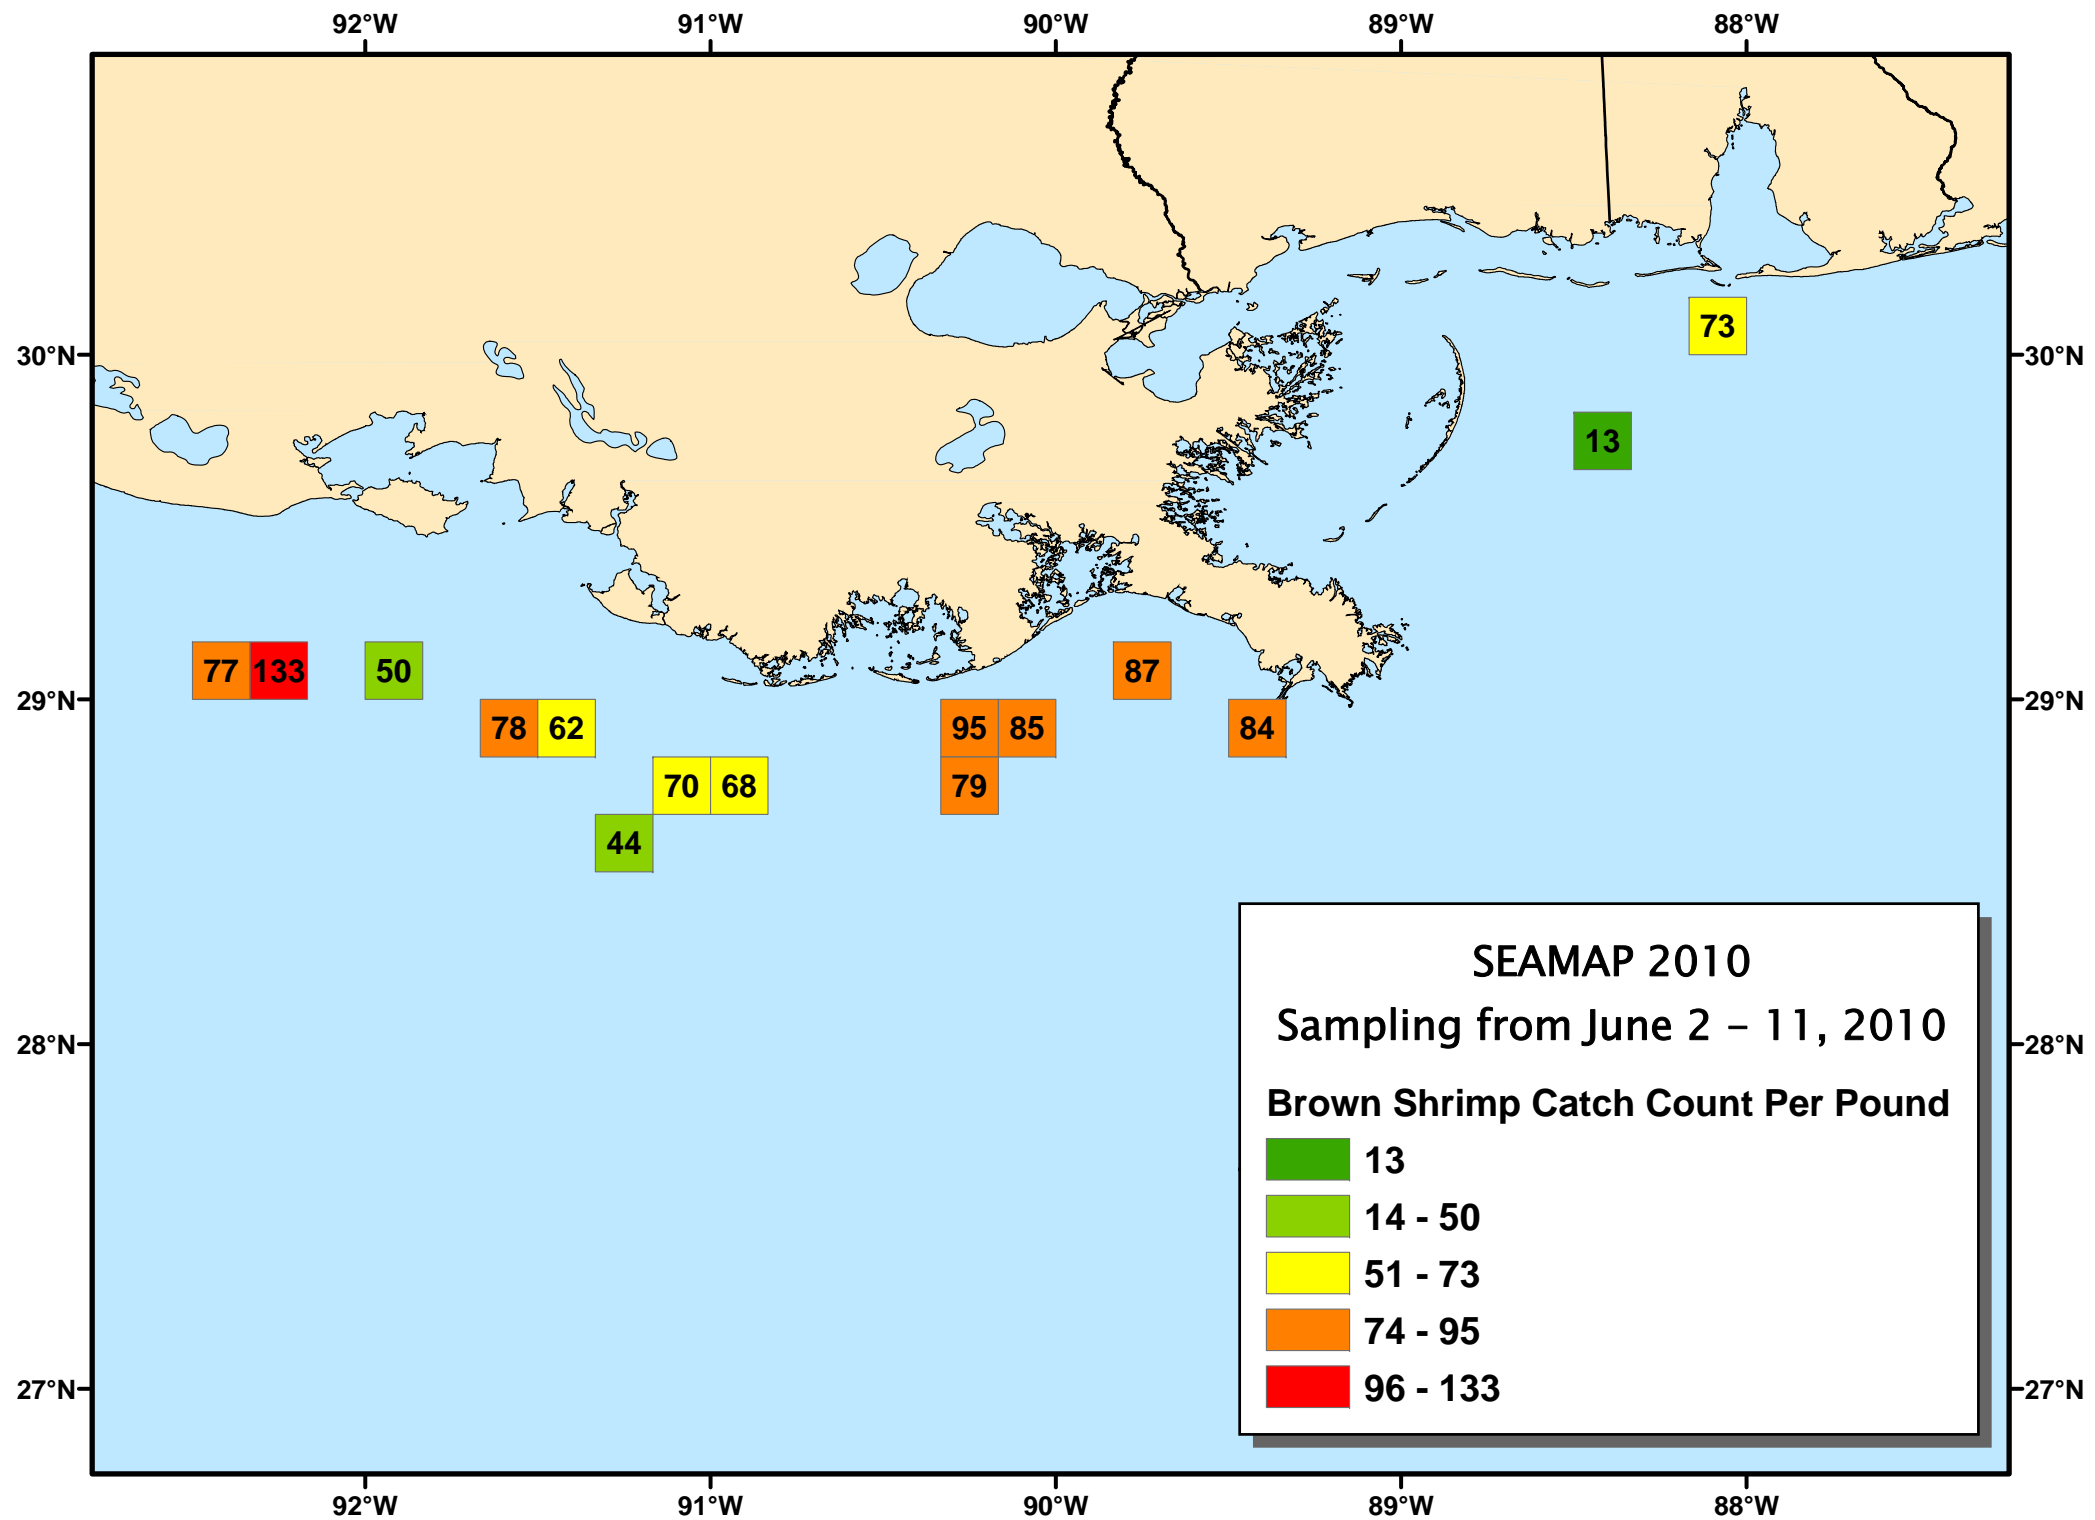 92°W 91°W 90°W 89°W 88°W
73
30°N 30°N
13
77 133 50 87
29°N 29°N
78 62 95 85 84
70 68 79
44
SEAMAP 2010
Sampling from June 2 – 11, 2010
28°N 28°N
Brown Shrimp Catch Count Per Pound
13
14 - 50
51 - 73
74 - 95
27°N 27°N
96 - 133
92°W 91°W 90°W 89°W 88°W